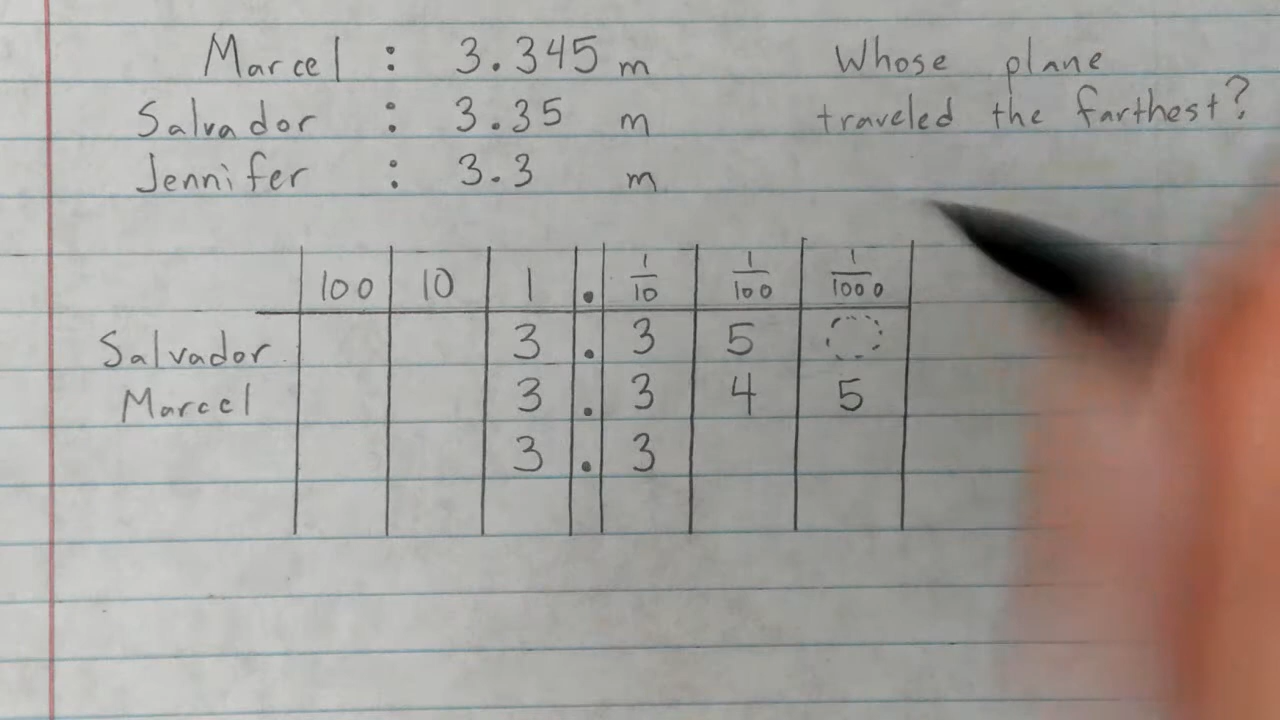 Marcel : 3.345 m
Salvador : 3.35 m
Jennifer : 3.3 m
Whose plane
traveled the farthest?
100 10 1 . 1/10 1/100 1/1000
Salvador 3 . 3 5
Marcel 3 . 3 4 5
3 . 3